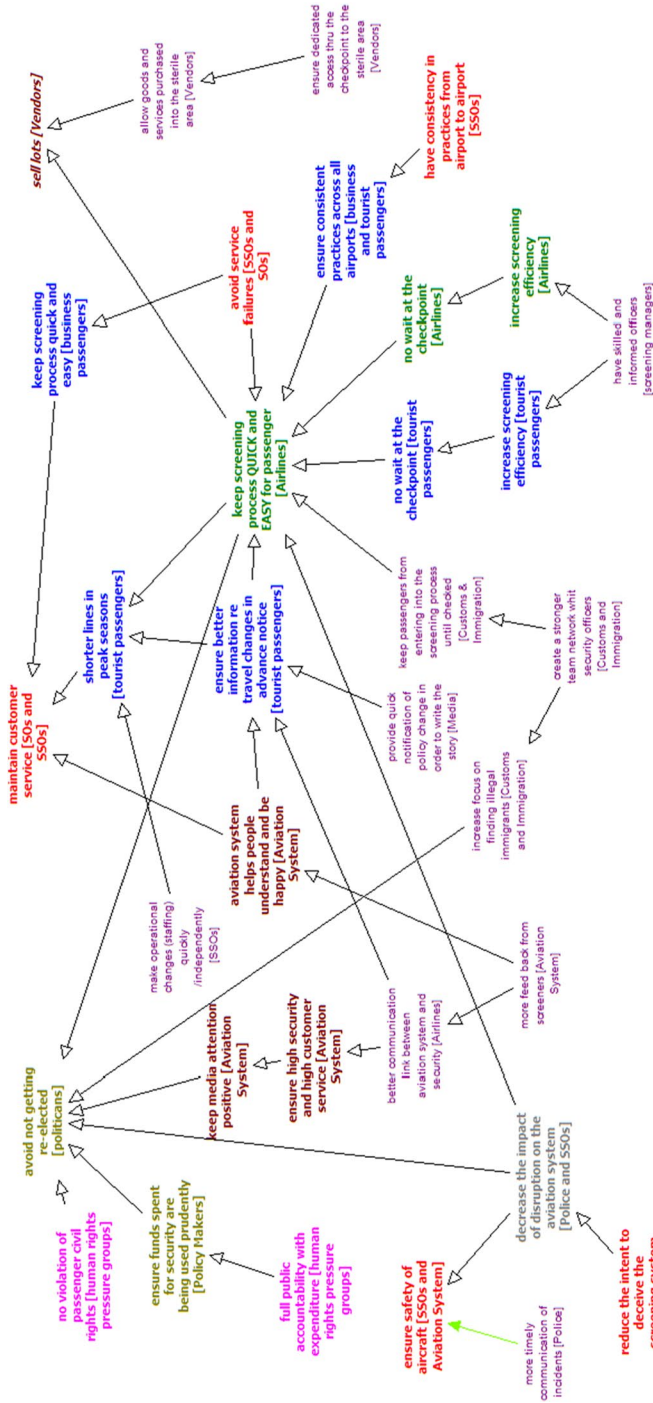 avoid not getting
re-elected
[politicans]
no violation of
passenger civil
rights [human rights
pressure groups]
ensure funds spent
for security are
being used prudently
[Policy Makers]
full public
accountability with
expenditure [human
rights pressure
groups]
ensure safety of
aircraft [SSOs and
Aviation System]
more timely
communication of
incidents [Police]
reduce the intent to
deceive the
decrease the impact
of disruption on the
aviation system
[Police and SSOs]
keep media attention
positive [Aviation
System]
ensure high security
and high customer
service [Aviation
System]
better communication
link between
aviation system and
security [Airlines]
more feed back from
screeners [Aviation
System]
make operational
changes (staffing)
quickly
/independently
[SSOs]
aviation system
helps people
understand and be
happy [Aviation
System]
maintain customer
service [SOs and
SSOs]
shorter lines in
peak seasons
[tourist passengers]
ensure better
information re
travel changes in
advance notice
[tourist passengers]
provide quick
notification of
policy change in
order to write the
story [Media]
increase focus on
finding illegal
immigrants [Customs
and Immigration]
keep passengers from
entering into the
screening process
until checked
[Customs &
Immigration]
create a stronger
team network whit
security officers
[Customs and
Immigration]
keep screening
process QUICK and
EASY for passenger
[Airlines]
keep screening
process quick and
easy [business
passengers]
avoid service
failures [SSOs and
SOs]
no wait at the
checkpoint [tourist
passengers]
increase screening
efficiency [tourist
passengers]
no wait at the
checkpoint
[Airlines]
increase screening
efficiency
[Airlines]
have skilled and
informed officers
[screening managers]
ensure consistent
practices across all
airports [business
and tourist
passengers]
have consistency in
practices from
airport to airport
[SSOs]
sell lots [Vendors]
allow goods and
services purchased
into the sterile
area [Vendors]
ensure dedicated
access thru the
checkpoint to the
sterile area
[Vendors]